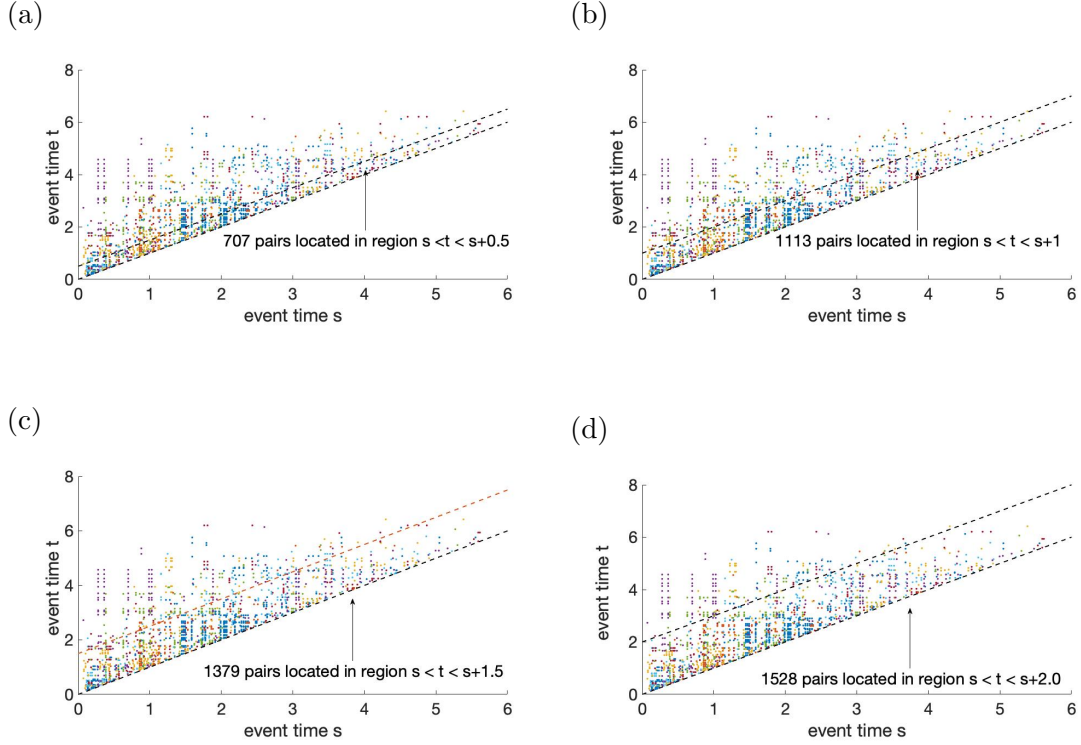 (a)
8
6
4
2
0
event time t
707 pairs located in region s <t < s+0.5
0 1 2 3 4 5 6
event time s
(b)
8
6
4
2
0
event time t
1113 pairs located in region s < t < s+1
0 1 2 3 4 5 6
event time s
(c)
8
6
4
2
0
event time t
1379 pairs located in region s < t < s+1.5
0 1 2 3 4 5 6
event time s
(d)
8
6
4
2
0
event time t
1528 pairs located in region s < t < s+2.0
0 1 2 3 4 5 6
event time s